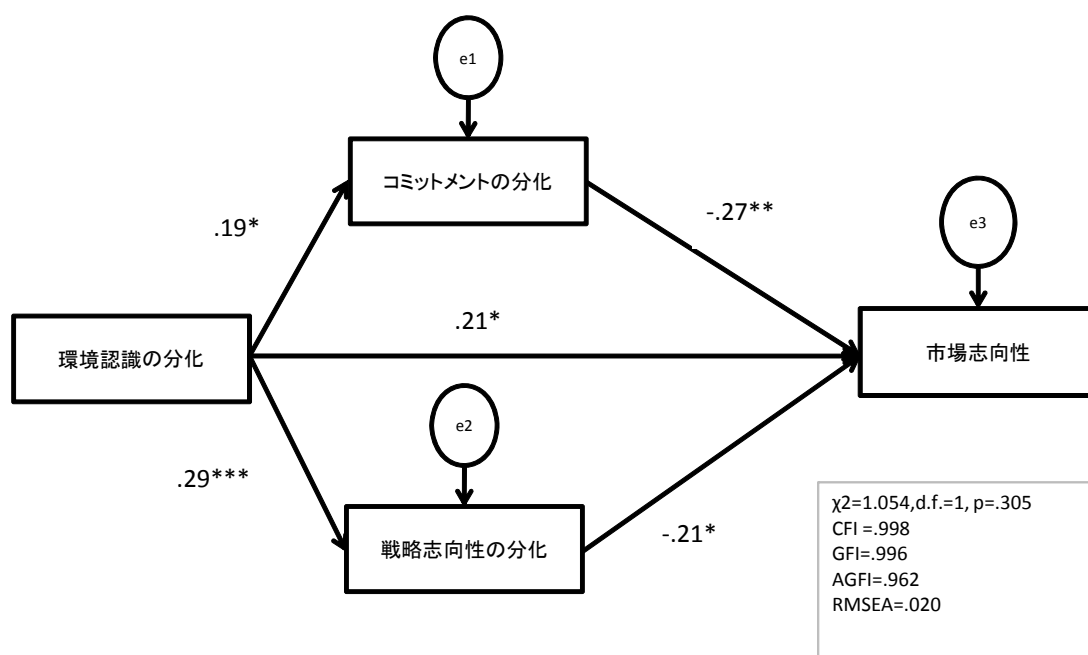 e1
コミットメントの分化
.19*
-.27**
e3
環境認識の分化
.21*
市場志向性
e2
.29***
戦略志向性の分化
-.21*
χ2=1.054,d.f.=1, p=.305
CFI =.998
GFI=.996
AGFI=.962
RMSEA=.020